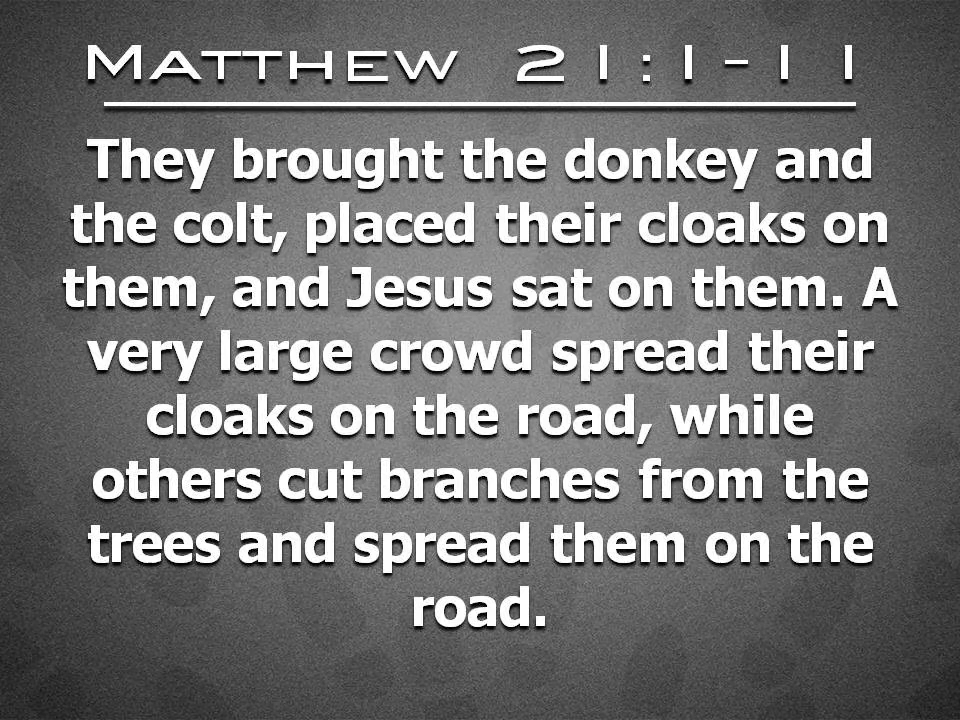 Matthew 21:1-11
They brought the donkey and
the colt, placed their cloaks on
them, and Jesus sat on them. A
very large crowd spread their
cloaks on the road, while
others cut branches from the
trees and spread them on the
road.